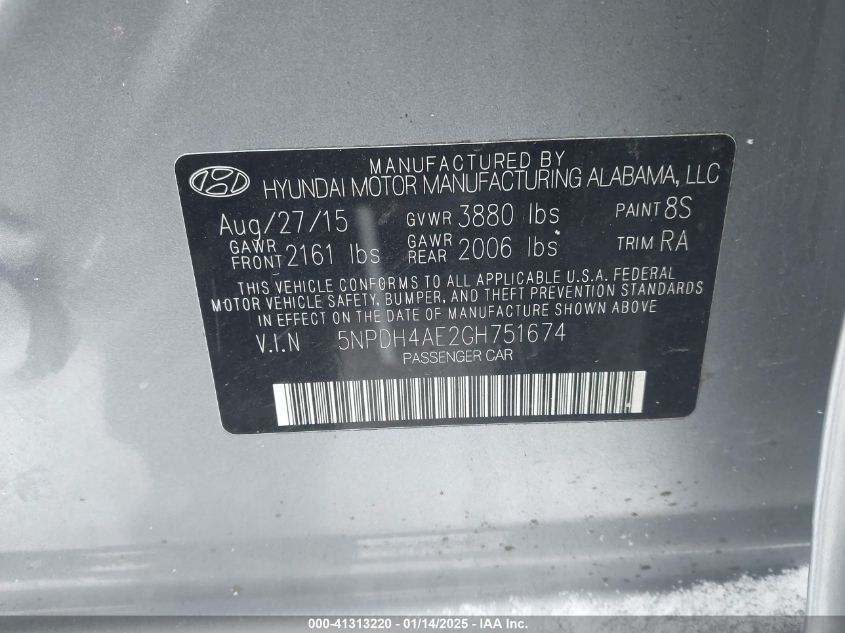 MANUFACTURED BY
HYUNDAI MOTOR MANUFACTURING ALABAMA, LLC
Aug/27/15 GVWR 3880 lbs PAINT 8S
GAWR FRONT 2161 lbs GAWR REAR 2006 lbs TRIM RA
THIS VEHICLE CONFORMS TO ALL APPLICABLE U.S.A. FEDERAL
MOTOR VEHICLE SAFETY, BUMPER, AND THEFT PREVENTION STANDARDS
IN EFFECT ON THE DATE OF MANUFACTURE SHOWN ABOVE
V.I.N 5NPDH4AE2GH751674
PASSENGER CAR
000-41313220 - 01/14/2025 - IAA Inc.